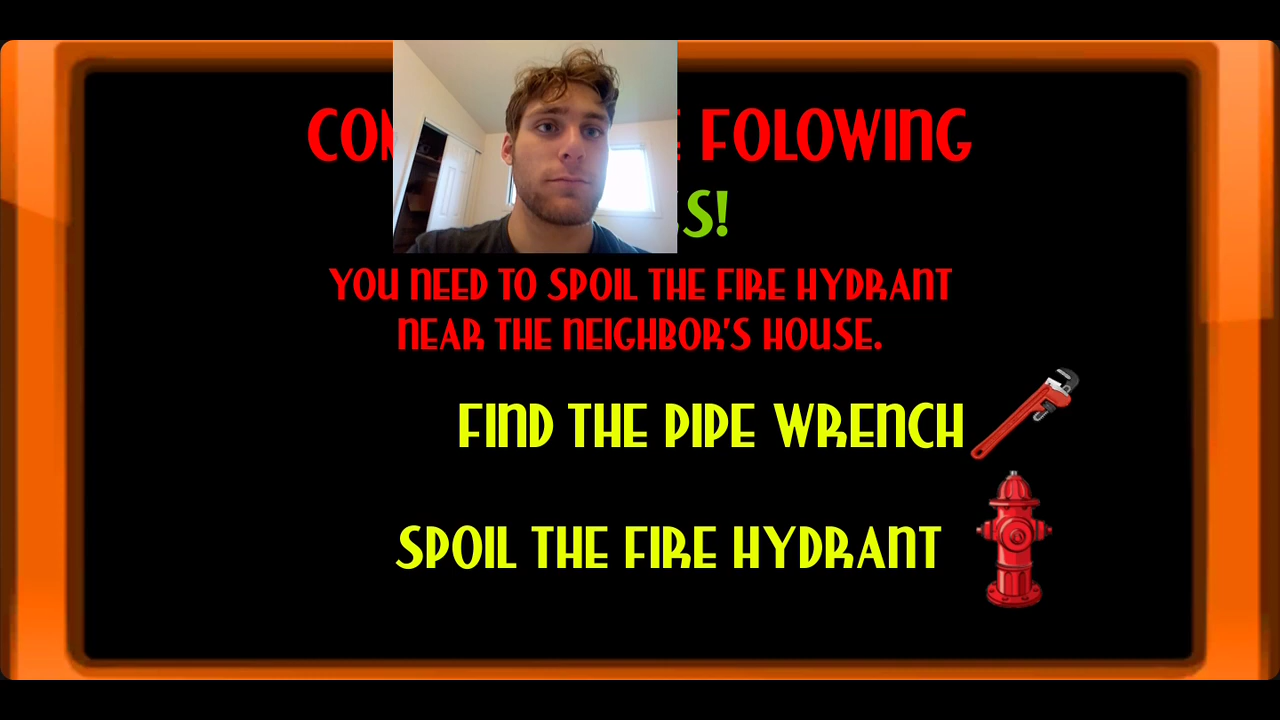 FOLOWING
YOU NEED TO SPOIL THE FIRE HYDRANT
NEAR THE NEIGHBOR'S HOUSE.
FIND THE PIPE WRENCH
SPOIL THE FIRE HYDRANT